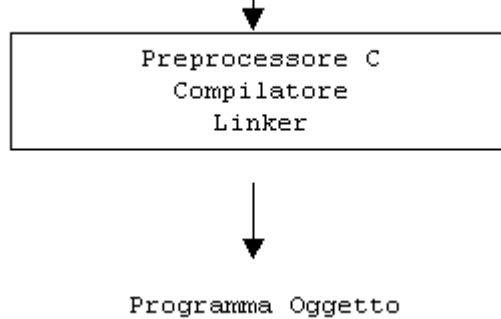 Preprocessore C
Compilatore
Linker
Programma Oggetto